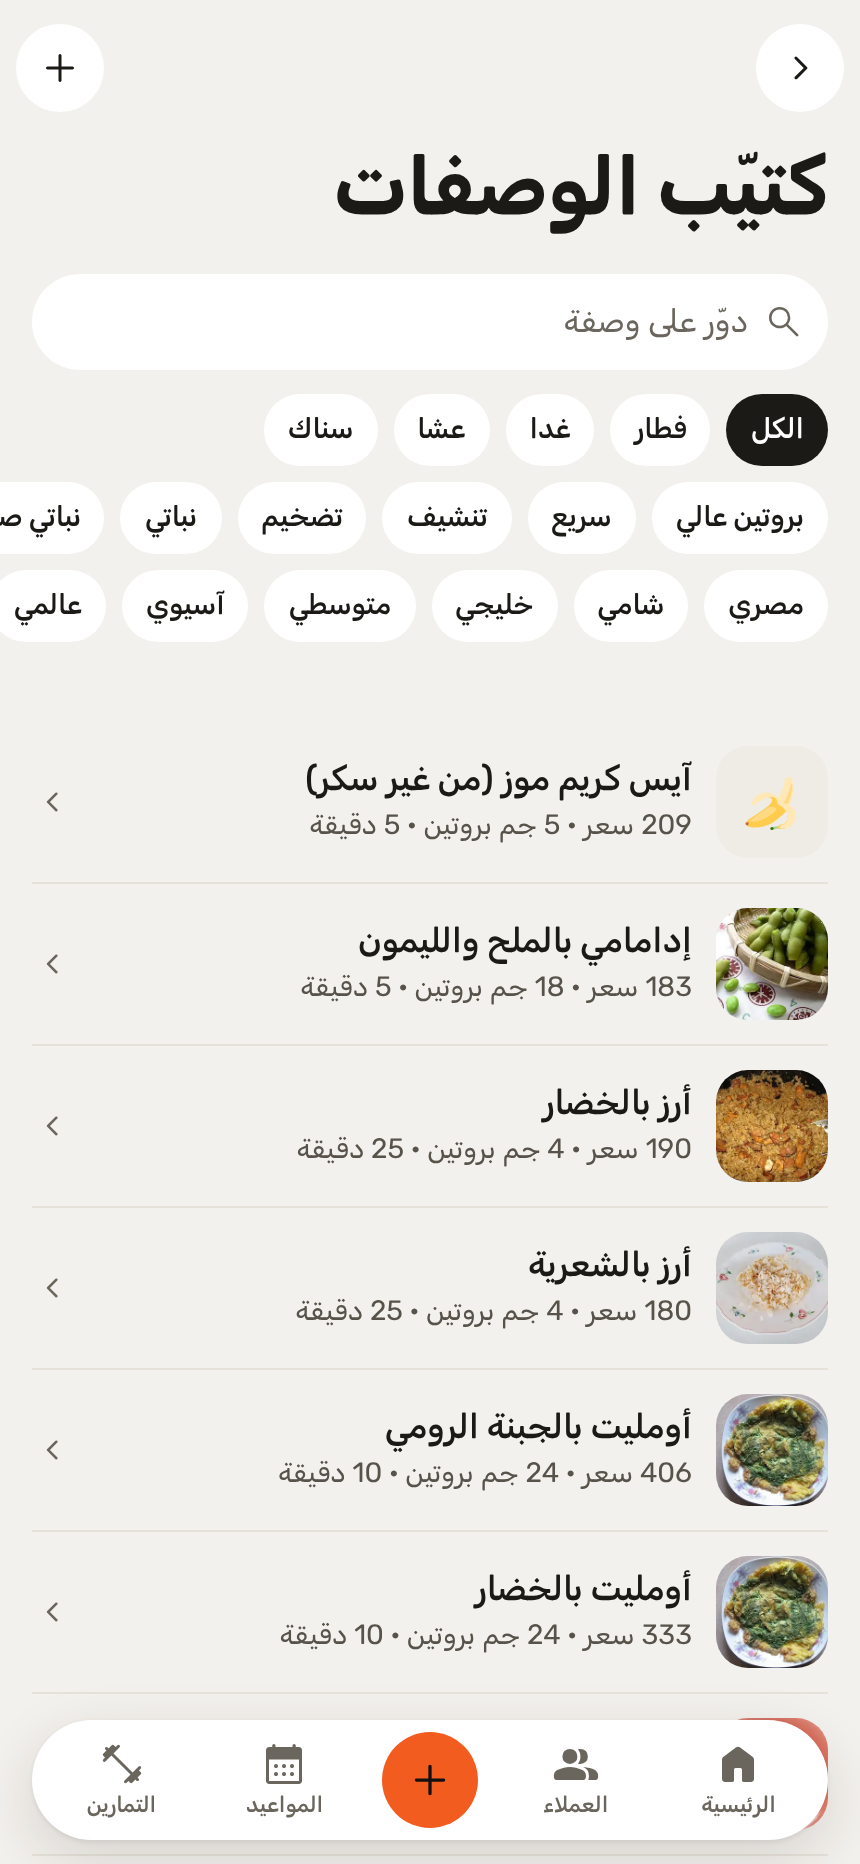 كتيّب الوصفات
دوّر على وصفة
الكل فطار غدا عشا سناك
بروتين عالي سريع تنشيف تضخيم نباتي نباتي
مصري شامي خليجي متوسطي آسيوي عالمي
آيس كريم موز (من غير سكر)
209 سعر • 5 جم بروتين • 5 دقيقة
إدامامي بالملح والليمون
183 سعر • 18 جم بروتين • 5 دقيقة
أرز بالخضار
190 سعر • 4 جم بروتين • 25 دقيقة
أرز بالشعرية
180 سعر • 4 جم بروتين • 25 دقيقة
أومليت بالجبنة الرومي
406 سعر • 24 جم بروتين • 10 دقيقة
أومليت بالخضار
333 سعر • 24 جم بروتين • 10 دقيقة
الرئيسية العملاء المواعيد التمارين